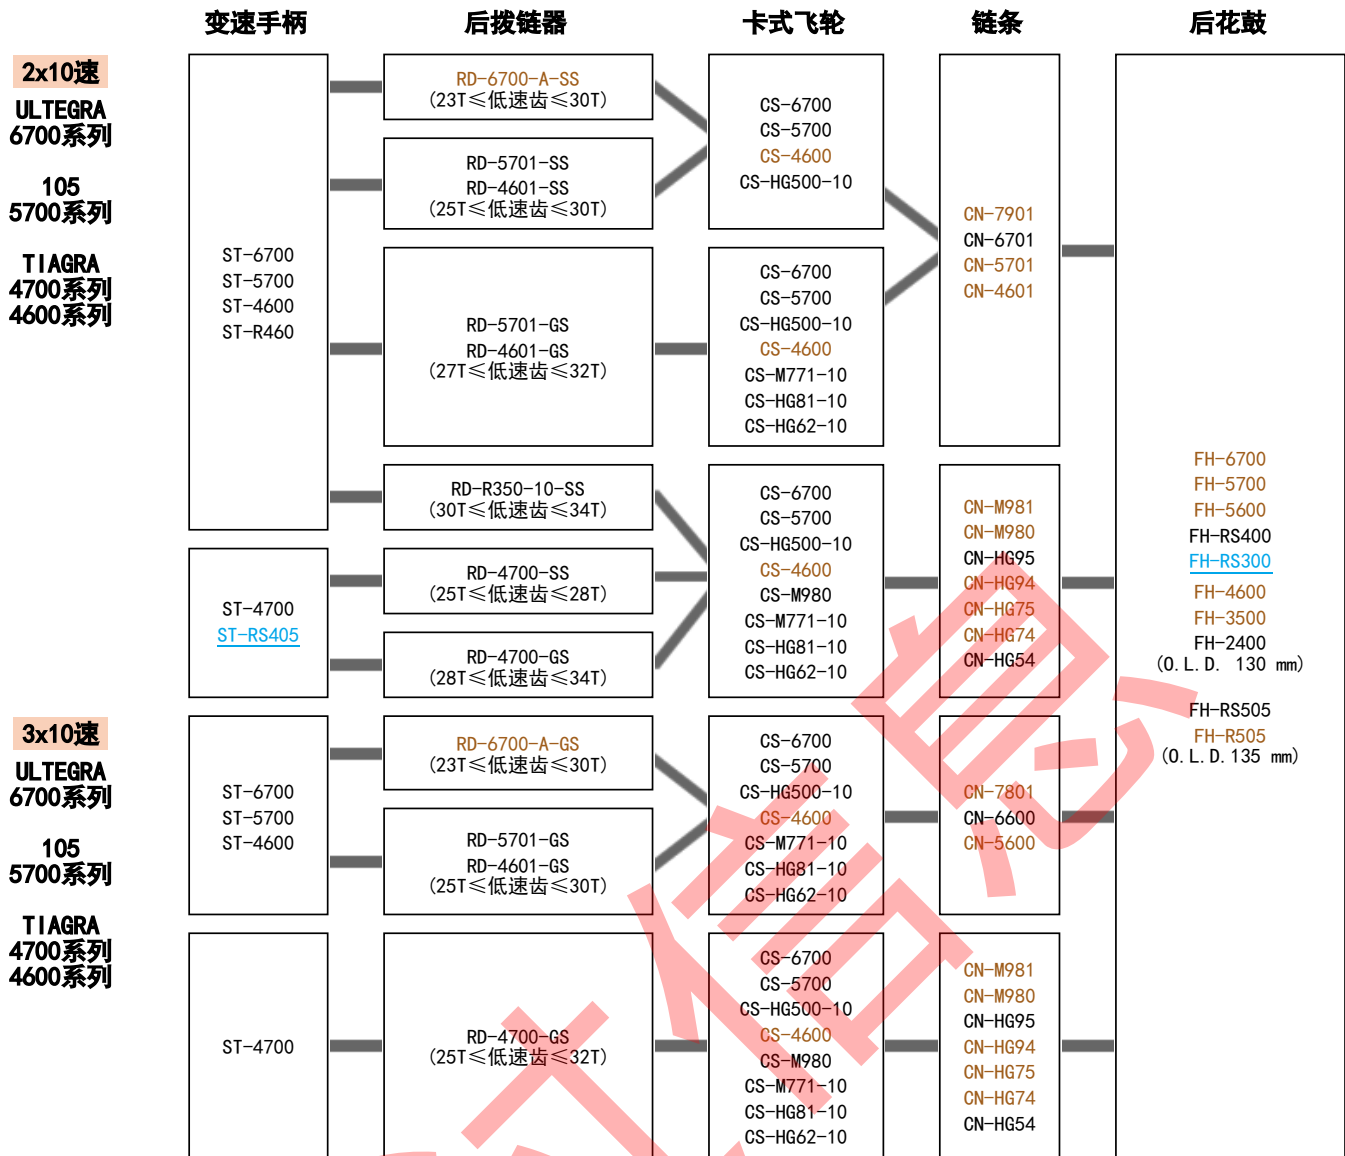 变速手柄
后拨链器
卡式飞轮
链条
后花鼓
2x10速
ULTEGRA
6700系列
105
5700系列
TIAGRA
4700系列
4600系列
ST-6700
ST-5700
ST-4600
ST-R460
RD-6700-A-SS
(23T≤低速齿≤30T)
RD-5701-SS
RD-4601-SS
(25T≤低速齿≤30T)
RD-5701-GS
RD-4601-GS
(27T≤低速齿≤32T)
CS-6700
CS-5700
CS-4600
CS-HG500-10
CS-6700
CS-5700
CS-HG500-10
CS-4600
CS-M771-10
CS-HG81-10
CS-HG62-10
CN-7901
CN-6701
CN-5701
CN-4601
RD-R350-10-SS
(30T≤低速齿≤34T)
ST-4700
ST-RS405
RD-4700-SS
(25T≤低速齿≤28T)
RD-4700-GS
(28T≤低速齿≤34T)
CS-6700
CS-5700
CS-HG500-10
CS-4600
CS-M980
CS-M771-10
CS-HG81-10
CS-HG62-10
CN-M981
CN-M980
CN-HG95
CN-HG94
CN-HG75
CN-HG74
CN-HG54
FH-6700
FH-5700
FH-5600
FH-RS400
FH-RS300
FH-4600
FH-3500
FH-2400
(O.L.D. 130 mm)
FH-RS505
FH-R505
(O.L.D. 135 mm)
3x10速
ULTEGRA
6700系列
105
5700系列
TIAGRA
4700系列
4600系列
ST-6700
ST-5700
ST-4600
RD-6700-A-GS
(23T≤低速齿≤30T)
RD-5701-GS
RD-4601-GS
(25T≤低速齿≤30T)
CS-6700
CS-5700
CS-HG500-10
CS-4600
CS-M771-10
CS-HG81-10
CS-HG62-10
CN-7801
CN-6600
CN-5600
ST-4700
RD-4700-GS
(25T≤低速齿≤32T)
CS-6700
CS-5700
CS-HG500-10
CS-4600
CS-M980
CS-M771-10
CS-HG81-10
CS-HG62-10
CN-M981
CN-M980
CN-HG95
CN-HG94
CN-HG75
CN-HG74
CN-HG54
信息